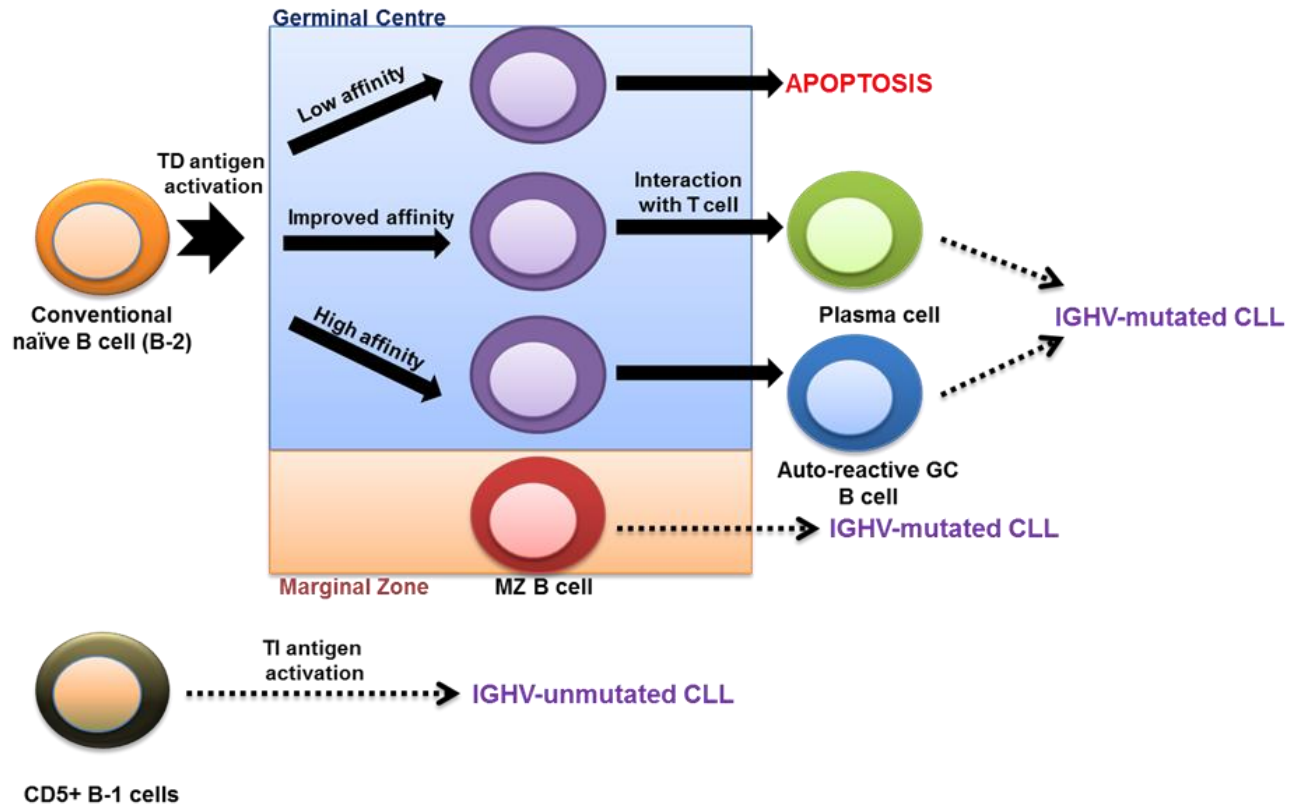 Germinal Centre
Low affinity
APOPTOSIS
TD antigen
activation
Improved affinity
Interaction
with T cell
Conventional
naïve B cell (B-2)
High affinity
Plasma cell
IGHV-mutated CLL
Auto-reactive GC
B cell
IGHV-mutated CLL
Marginal Zone
MZ B cell
TI antigen
activation
IGHV-unmutated CLL
CD5+ B-1 cells